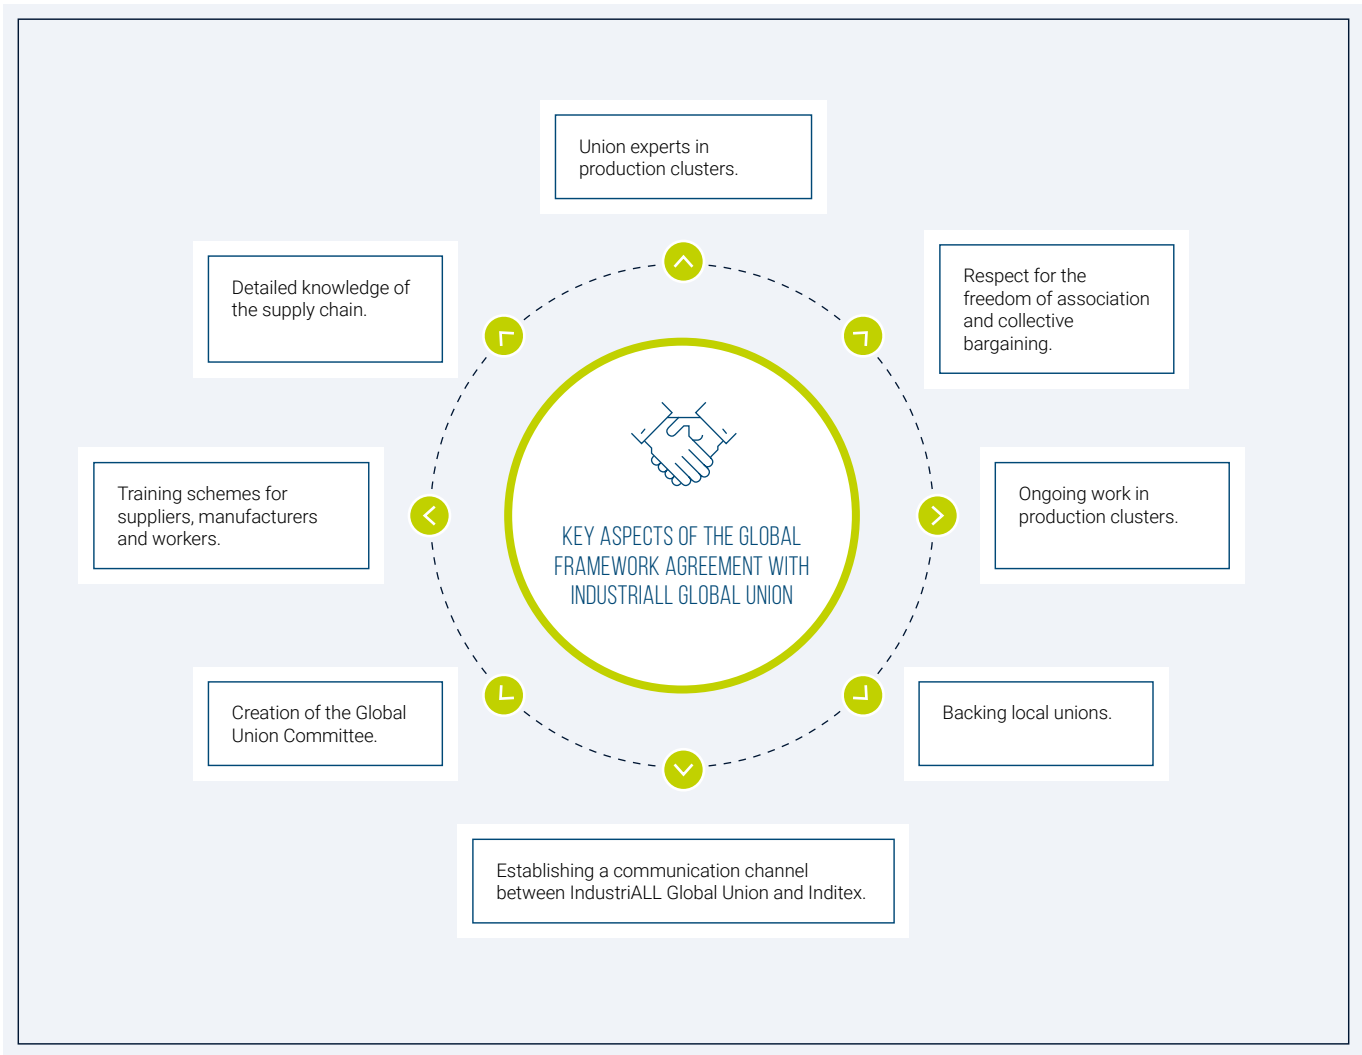 Union experts in
production clusters.
Detailed knowledge of
the supply chain.
Respect for the
freedom of association
and collective
bargaining.
Training schemes for
suppliers, manufacturers
and workers.
KEY ASPECTS OF THE GLOBAL
FRAMEWORK AGREEMENT WITH
INDUSTRIALL GLOBAL UNION
Ongoing work in
production clusters.
Creation of the Global
Union Committee.
Backing local unions.
Establishing a communication channel
between IndustriALL Global Union and Inditex.